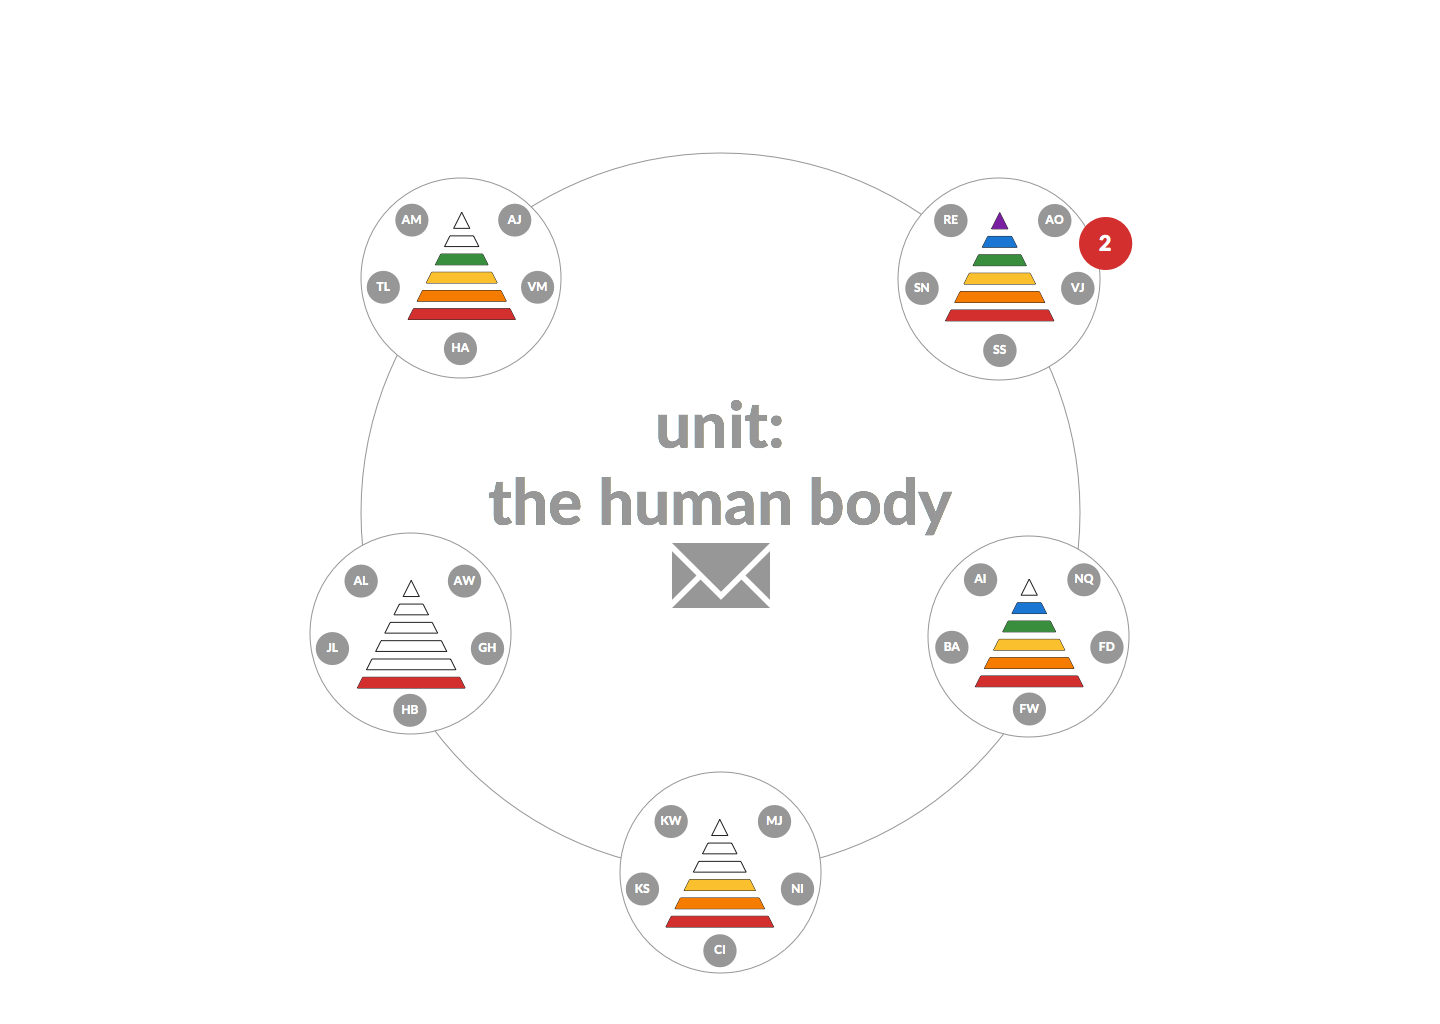 AM
AJ
TL
VM
HA
RE
AO
2
SN
VJ
SS
unit:
the human body
AL
AW
JL
GH
HB
AI
NQ
BA
FD
FW
KW
MJ
KS
NI
CI